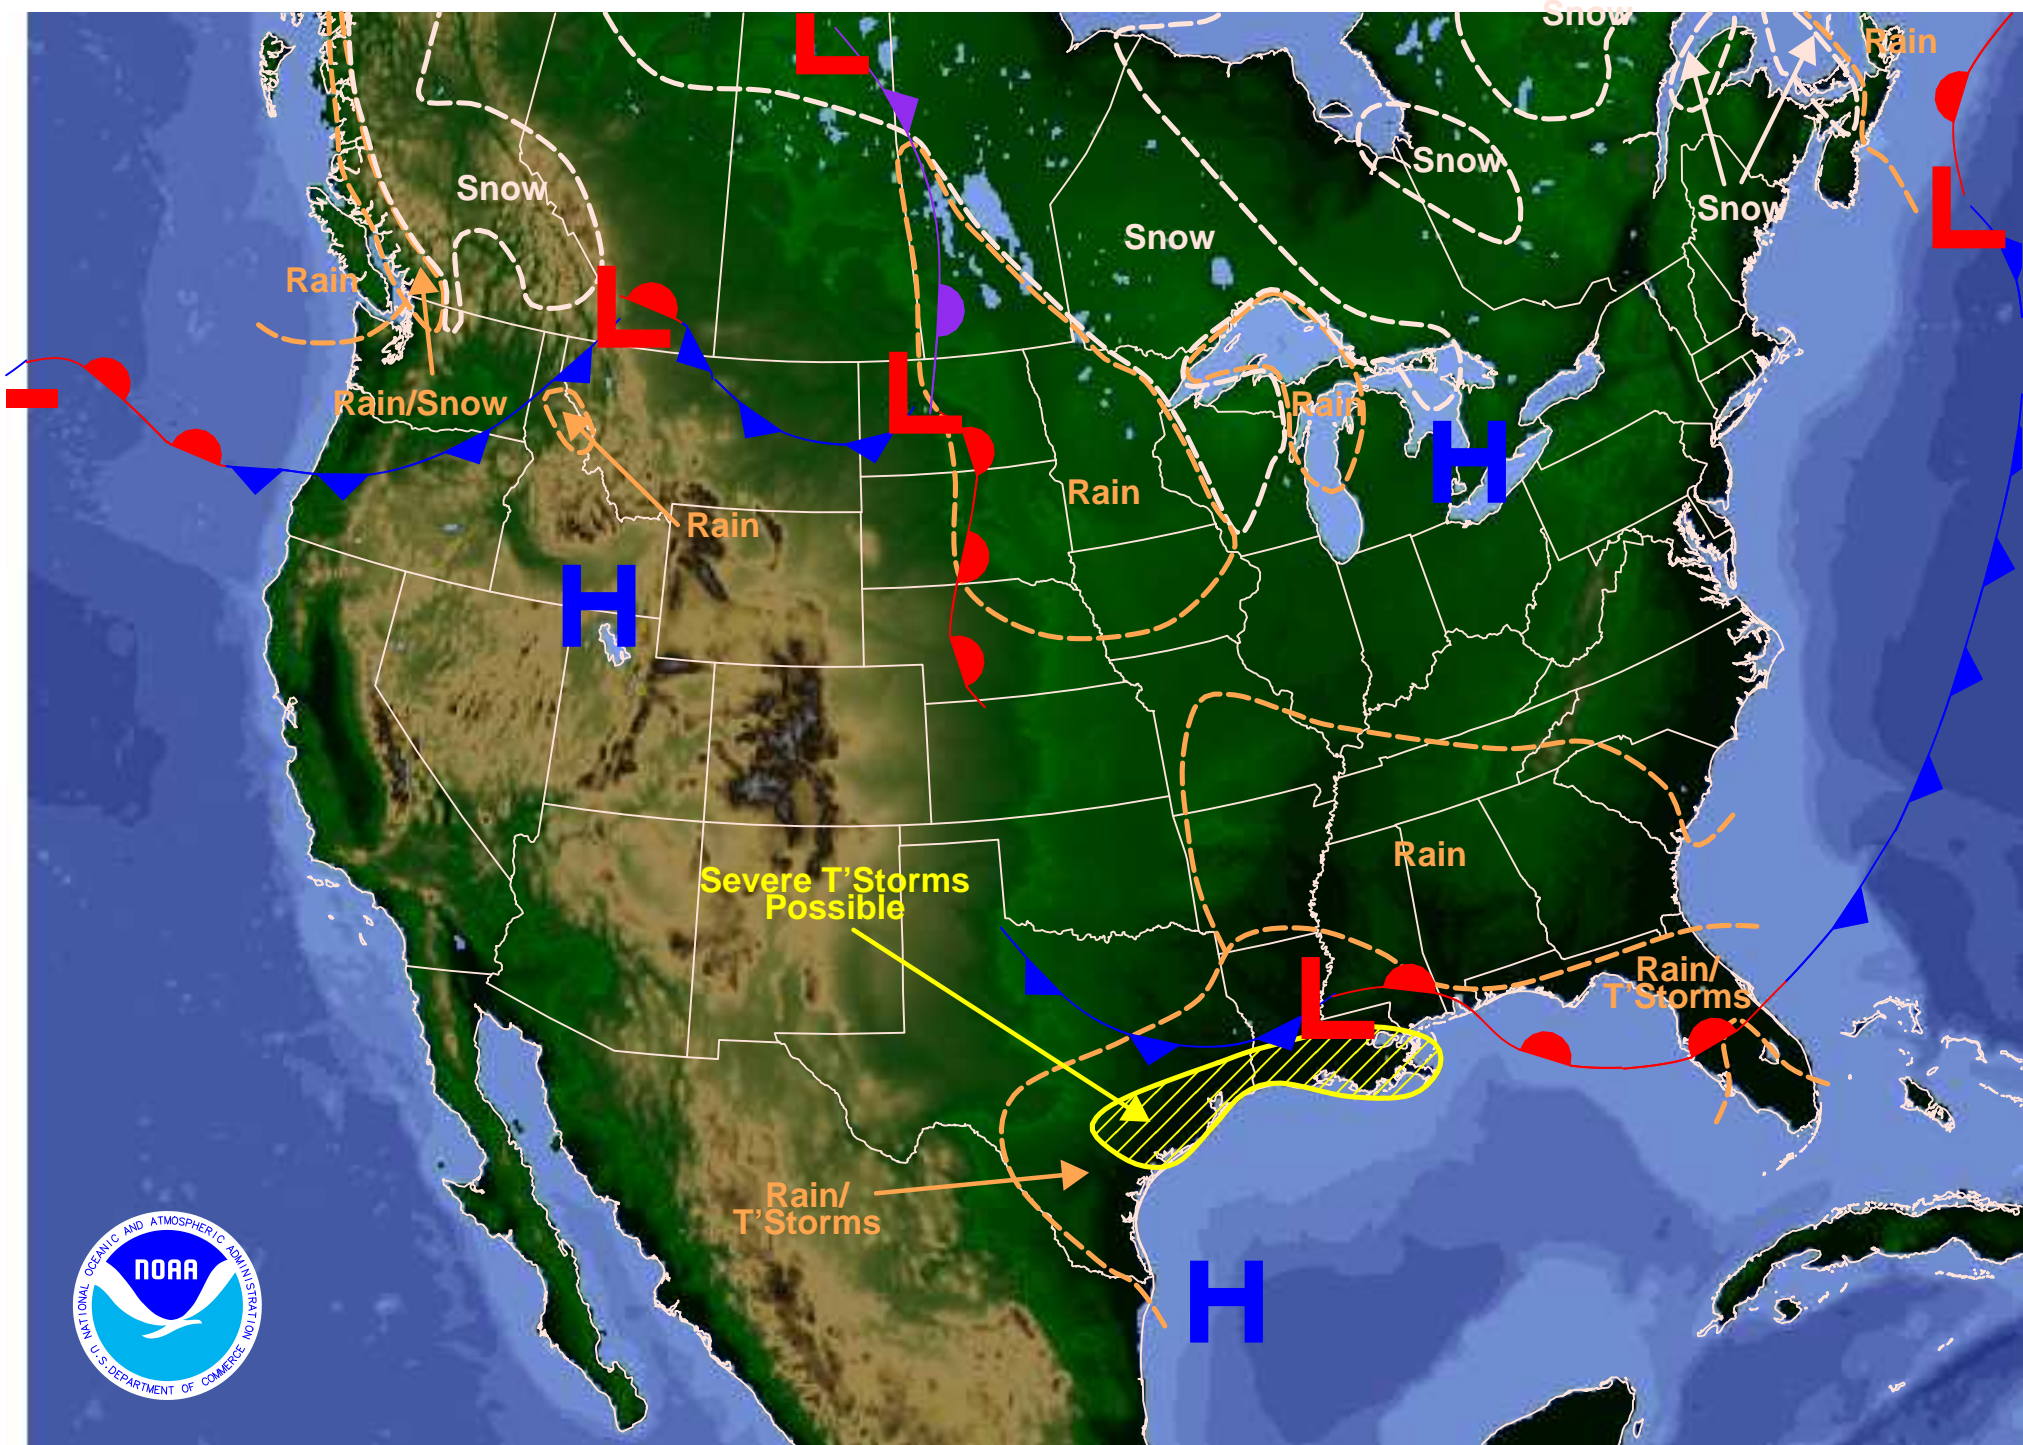 Snow
L
Rain
Snow
Snow
Snow
L
Snow
Rain
L
L
Rain/Snow
Rain
H
Rain
Rain
H
Rain
Severe T'Storms
Possible
Rain/
T'Storms
L
Rain/
T'Storms
H
NATIONAL OCEANIC AND ATMOSPHERIC ADMINISTRATION
NOAA
U.S. DEPARTMENT OF COMMERCE